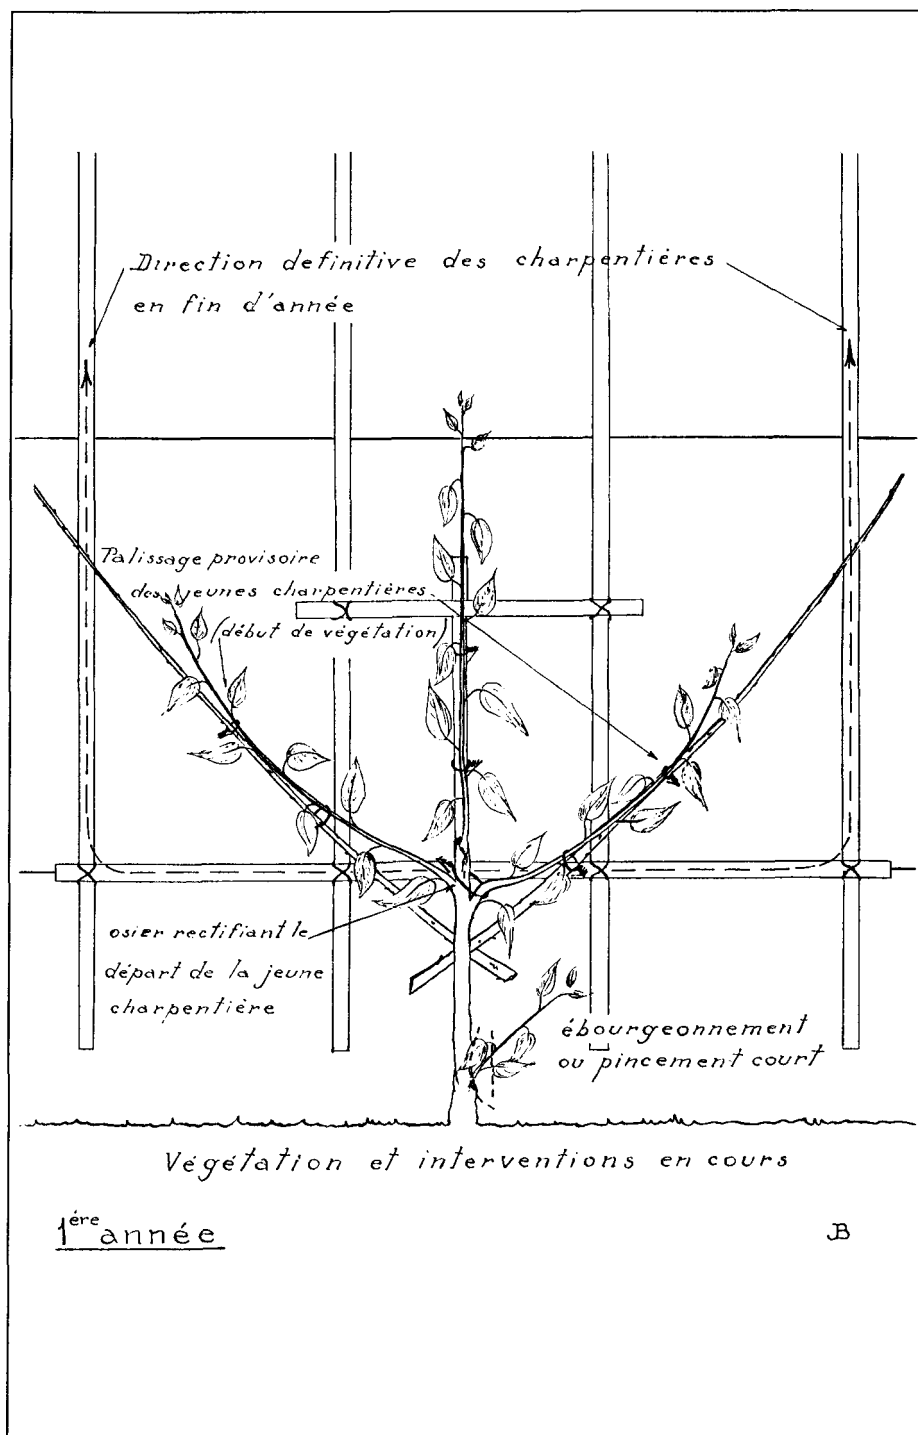 Direction definitive des charpentières
en fin d'année
Palissage provisoire
des jeunes charpentières
(début de végétation)
osier rectifiant le
départ de la jeune
charpentière
ébourgeonnement
ou pincement court
Végétation et interventions en cours
1ére année
JB